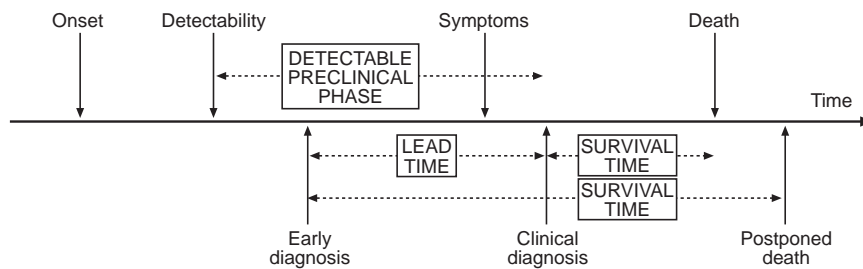 Onset
Detectability
Symptoms
Death
DETECTABLE
PRECLINICAL
PHASE
Time
LEAD
TIME
SURVIVAL
TIME
SURVIVAL
TIME
Early
diagnosis
Clinical
diagnosis
Postponed
death